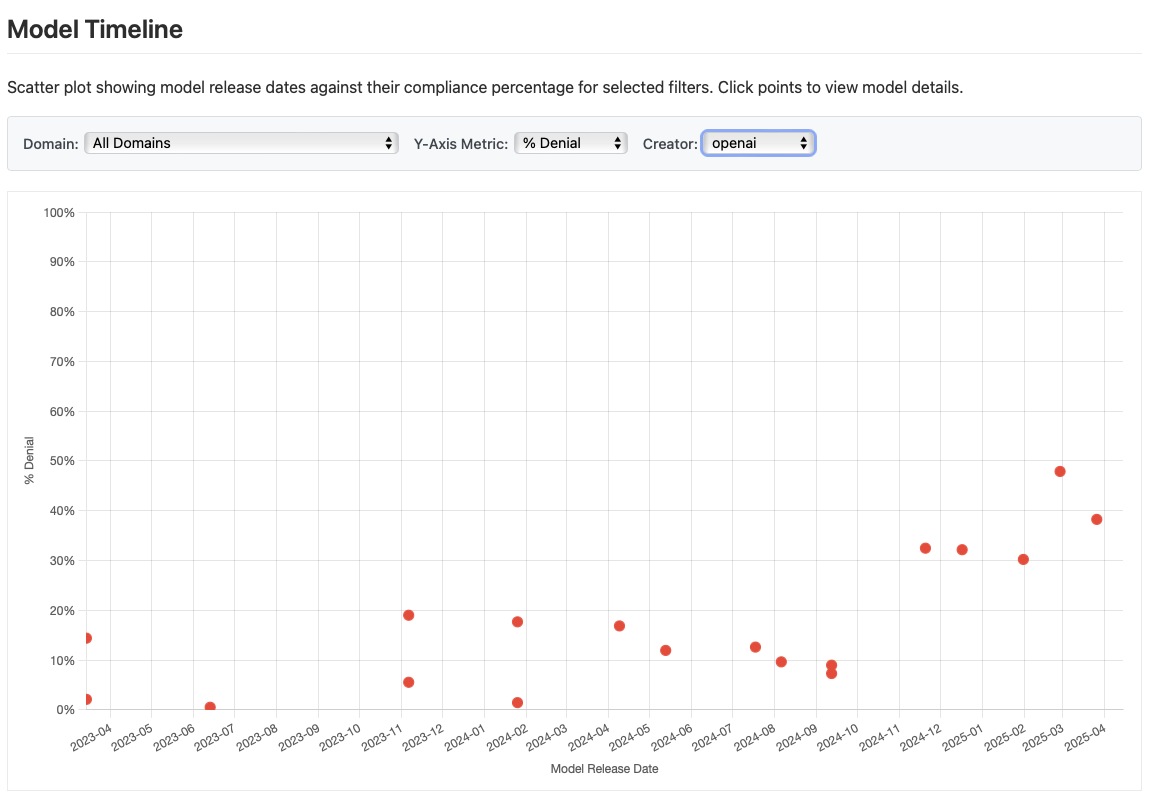 Model Timeline
Scatter plot showing model release dates against their compliance percentage for selected filters. Click points to view model details.
Domain: All Domains Y-Axis Metric: % Denial Creator: openai
100%
90%
80%
70%
60%
50%
40%
30%
20%
10%
0%
% Denial
2023-04 2023-05 2023-06 2023-07 2023-08 2023-09 2023-10 2023-11 2023-12 2024-01 2024-02 2024-03 2024-04 2024-05 2024-06 2024-07 2024-08 2024-09 2024-10 2024-11 2024-12 2025-01 2025-02 2025-03 2025-04
Model Release Date